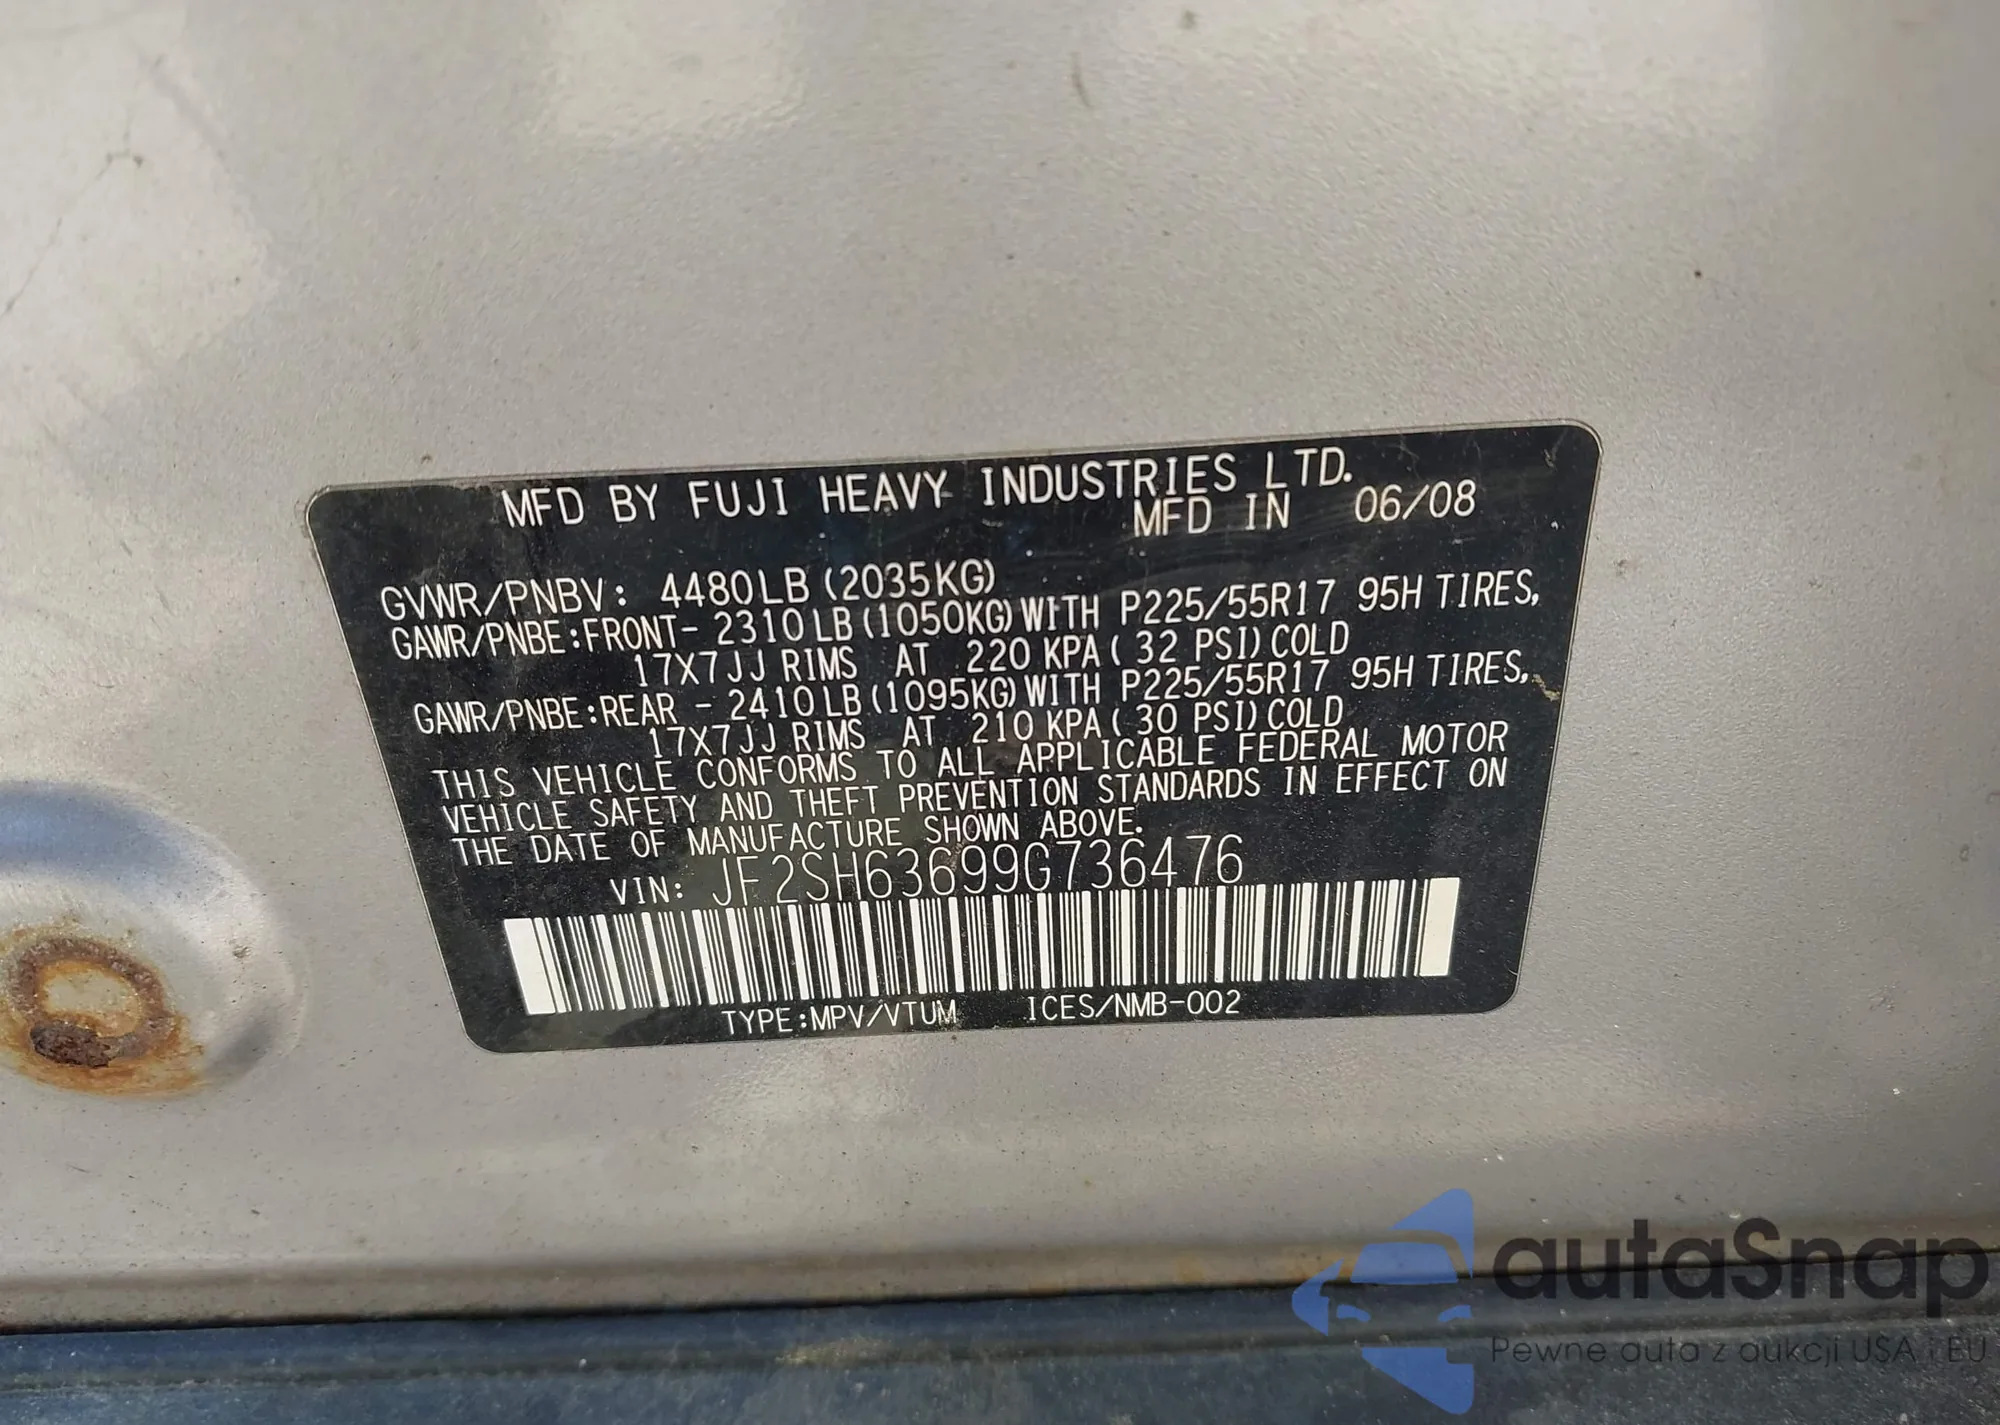 MFD BY FUJI HEAVY INDUSTRIES LTD.
MFD IN 06/08
GVWR/PNBV: 4480LB (2035KG)
GAWR/PNBE:FRONT- 2310LB (1050KG) WITH P225/55R17 95H TIRES,
17X7JJ RIMS AT 220 KPA ( 32 PSI) COLD
GAWR/PNBE:REAR - 2410LB (1095KG) WITH P225/55R17 95H TIRES,
17X7JJ RIMS AT 210 KPA ( 30 PSI) COLD
THIS VEHICLE CONFORMS TO ALL APPLICABLE FEDERAL MOTOR
VEHICLE SAFETY AND THEFT PREVENTION STANDARDS IN EFFECT ON
THE DATE OF MANUFACTURE SHOWN ABOVE.
VIN: JF2SH63699G736476
TYPE:MPV/VTUM ICES/NMB-002
autaSnap
Pewne auta z aukcji USA i EU